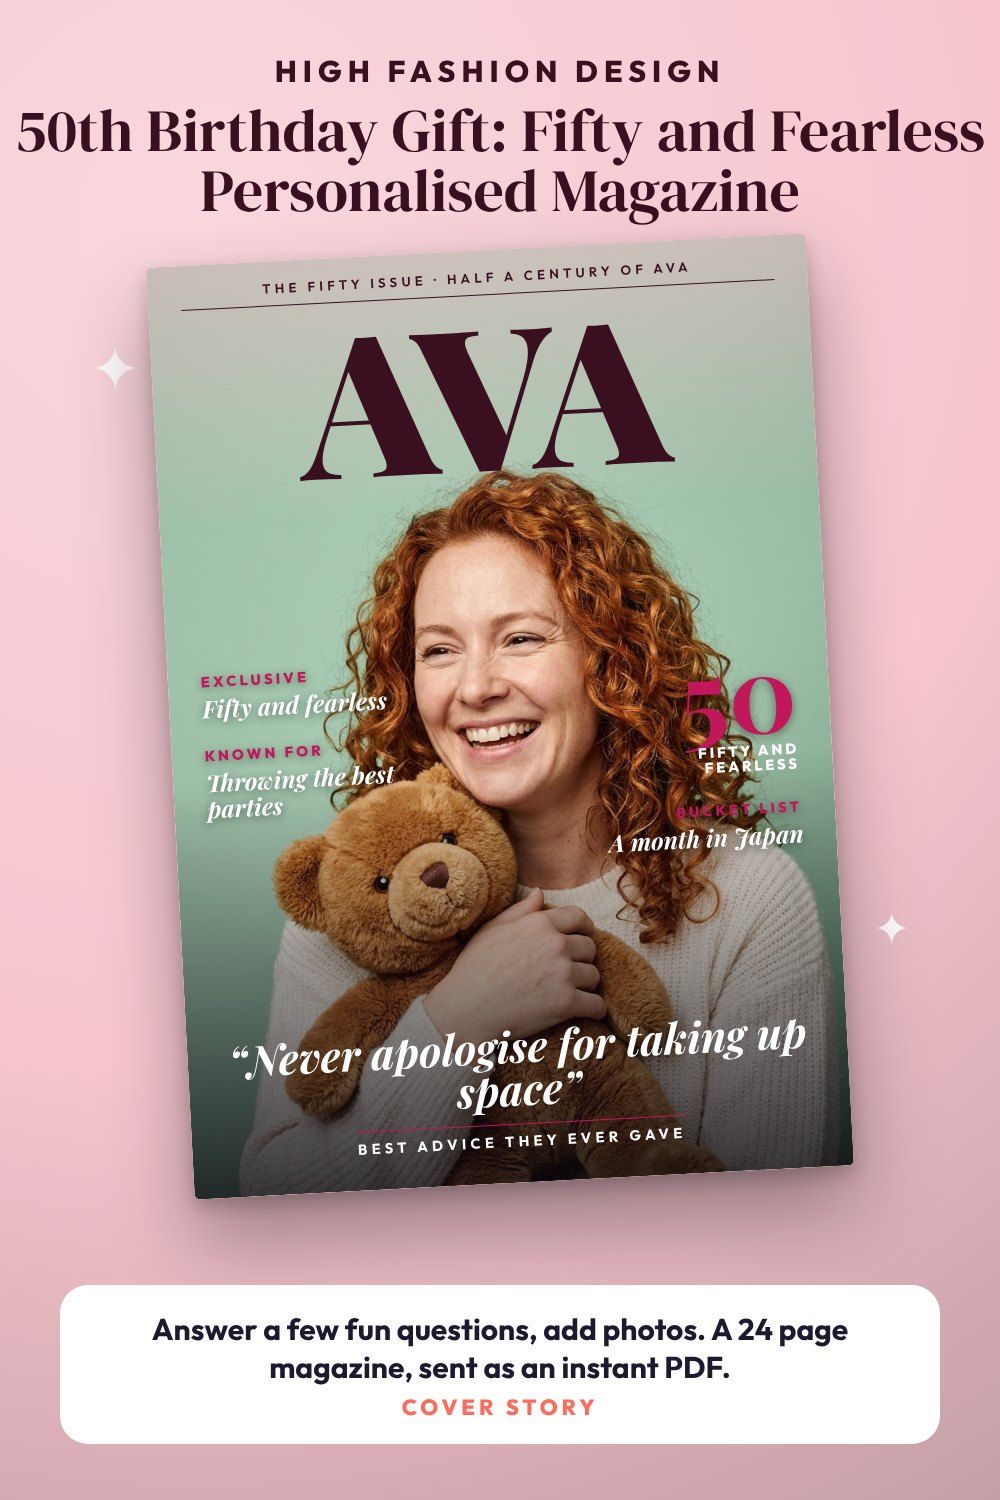 HIGH FASHION DESIGN
50th Birthday Gift: Fifty and Fearless
Personalised Magazine
THE FIFTY ISSUE · HALF A CENTURY OF AVA
AVA
EXCLUSIVE
Fifty and fearless
KNOWN FOR
Throwing the best
parties
50
FIFTY AND
FEARLESS
BUCKET LIST
A month in Japan
“Never apologise for taking up
space”
BEST ADVICE THEY EVER GAVE
Answer a few fun questions, add photos. A 24 page
magazine, sent as an instant PDF.
COVER STORY